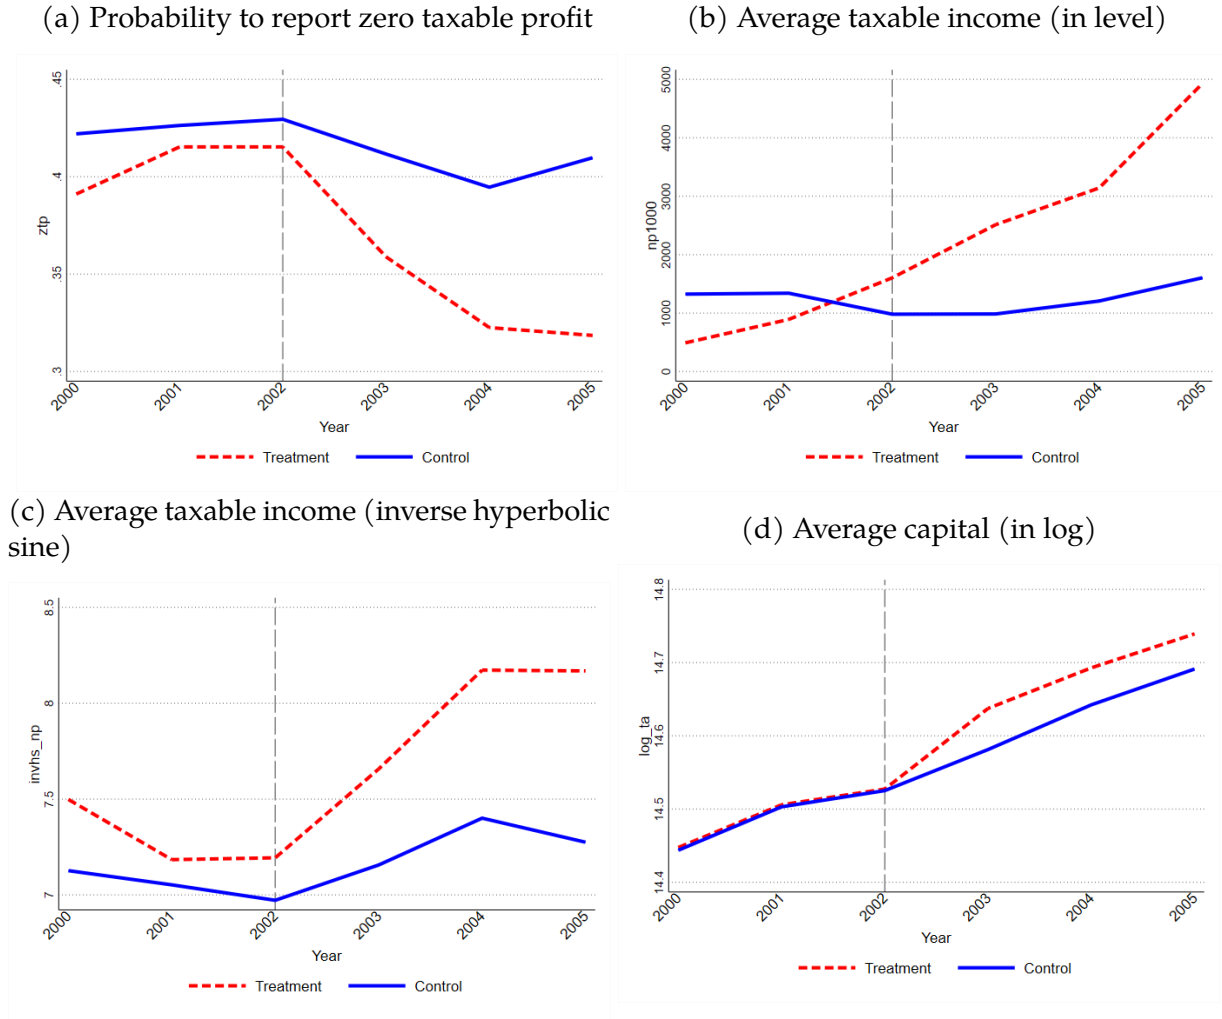 (a) Probability to report zero taxable profit
.45
.4
.35
.3
ztp
2000
2001
2002
2003
2004
2005
Year
Treatment
Control
(b) Average taxable income (in level)
5000
4000
3000
2000
1000
0
np1000
2000
2001
2002
2003
2004
2005
Year
Treatment
Control
(c) Average taxable income (inverse hyperbolic
sine)
8.5
8
7.5
7
invhs_np
2000
2001
2002
2003
2004
2005
Year
Treatment
Control
(d) Average capital (in log)
14.8
14.7
14.6
14.5
14.4
log_ta
2000
2001
2002
2003
2004
2005
Year
Treatment
Control